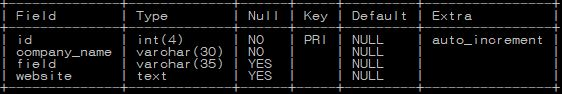 Field | Type | Null | Key | Default | Extra
id | int(4) | NO | PRI | NULL | auto_increment
company_name | varchar(30) | NO | | NULL |
field | varchar(35) | YES | | NULL |
website | text | YES | | NULL |